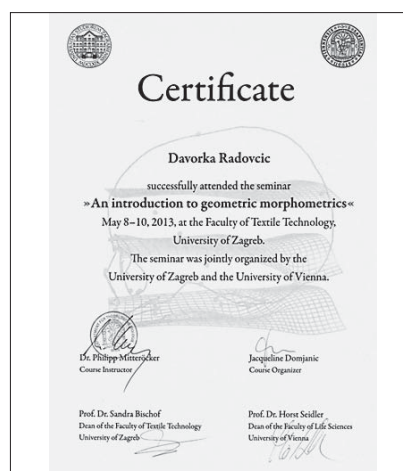 Certificate
Davorka Radovcic
successfully attended the seminar
»An introduction to geometric morphometrics«
May 8–10, 2013, at the Faculty of Textile Technology,
University of Zagreb.
The seminar was jointly organized by the
University of Zagreb and the University of Vienna.
Dr. Philipp Mitteröcker
Course Instructor
Jacqueline Domjanic
Course Organizer
Prof. Dr. Sandra Bischof
Dean of the Faculty of Textile Technology
University of Zagreb
Prof. Dr. Horst Seidler
Dean of the Faculty of Life Sciences
University of Vienna